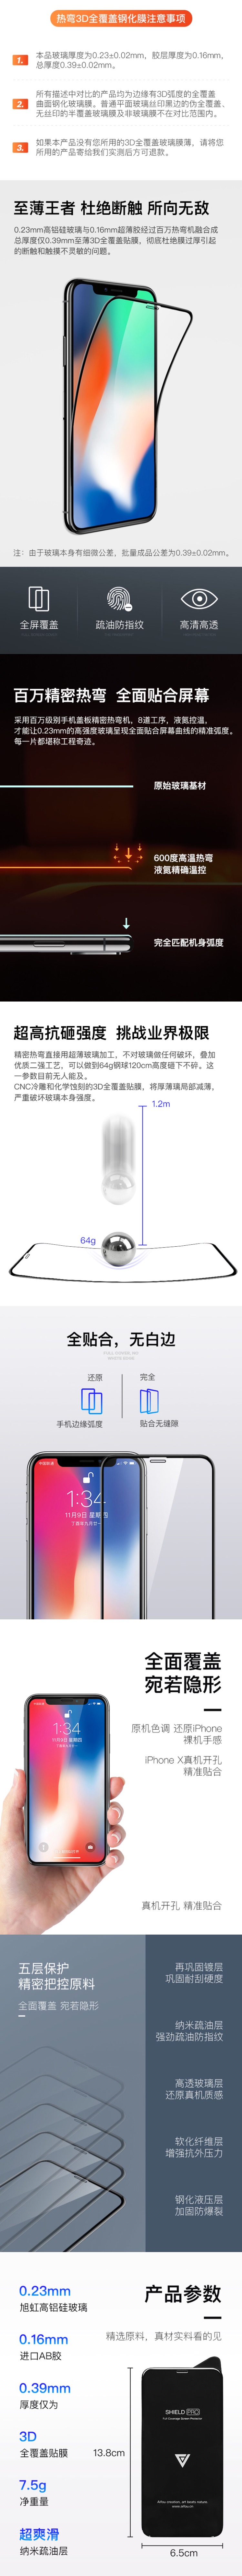 热弯3D全覆盖钢化膜注意事项
1.
本品玻璃厚度为0.23±0.02mm，胶层厚度为0.16mm，
总厚度0.39±0.02mm。
2.
所有描述中对比的产品均为边缘有3D弧度的全覆盖
曲面钢化玻璃膜。普通平面玻璃丝印黑边的伪全覆盖、
无丝印的半覆盖玻璃膜及非玻璃膜不在对比范围内。
3.
如果本产品没有您所用的3D全覆盖玻璃膜薄，请将您
所用的产品寄给我们实测后方可退款。
至薄王者 杜绝断触 所向无敌
0.23mm高铝硅玻璃与0.16mm超薄胶经过百万热弯机融合成
总厚度仅0.39mm至薄3D全覆盖贴膜，彻底杜绝膜过厚引起
的断触和触摸不灵敏的问题。
注：由于玻璃本身有细微公差，批量成品公差为0.39±0.02mm。
全屏覆盖
疏油防指纹
高清高透
百万精密热弯 全面贴合屏幕
采用百万级别手机盖板精密热弯机，8道工序，液氮控温，
才能让0.23mm的高强度玻璃呈现全面贴合屏幕曲线的精准弧度。
每一片都堪称工程奇迹。
原始玻璃基材
600度高温热弯
液氮精确温控
完全匹配机身弧度
超高抗砸强度 挑战业界极限
精密热弯直接用超薄玻璃加工，不对玻璃做任何破坏，叠加
优质二强工艺，可以做到64g钢球120cm高度砸下不碎。这
一参数目前无人能及。
CNC冷雕和化学蚀刻的3D全覆盖贴膜，将厚薄璃局部减薄，
严重破坏玻璃本身强度。
1.2m
64g
全贴合，无白边
还原
完全
手机边缘弧度
贴合无缝隙
1:34
11月9日 星期四
丁酉年九月廿一
全面覆盖
宛若隐形
原机色调 还原iPhone
裸机手感
iPhone X真机开孔
精准贴合
1:34
真机开孔 精准贴合
五层保护
精密把控原料
全面覆盖 宛若隐形
再巩固镀层
巩固耐刮硬度
纳米疏油层
强劲疏油防指纹
高透玻璃层
还原真机质感
软化纤维层
增强抗外压力
钢化液压层
加固防爆裂
产品参数
精选原料，真材实料看的见
0.23mm
旭虹高铝硅玻璃
0.16mm
进口AB胶
0.39mm
厚度仅为
3D
全覆盖贴膜
7.5g
净重量
超爽滑
纳米疏油层
13.8cm
SHIELD PRO
6.5cm